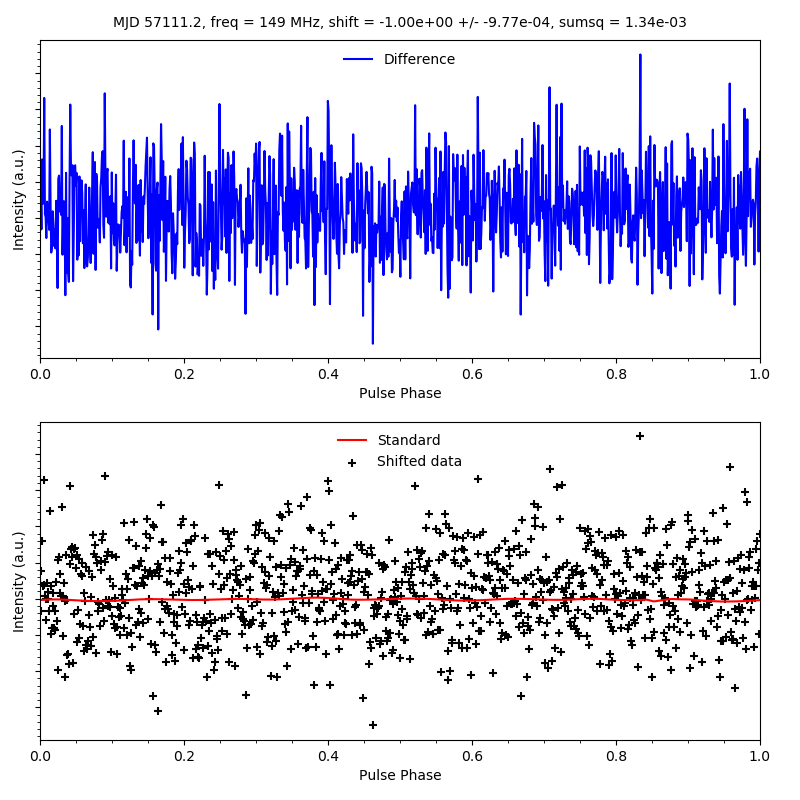 MJD 57111.2, freq = 149 MHz, shift = -1.00e+00 +/- -9.77e-04, sumsq = 1.34e-03
Difference
Intensity (a.u.)
0.0 0.2 0.4 0.6 0.8 1.0
Pulse Phase
Standard
Shifted data
Intensity (a.u.)
0.0 0.2 0.4 0.6 0.8 1.0
Pulse Phase